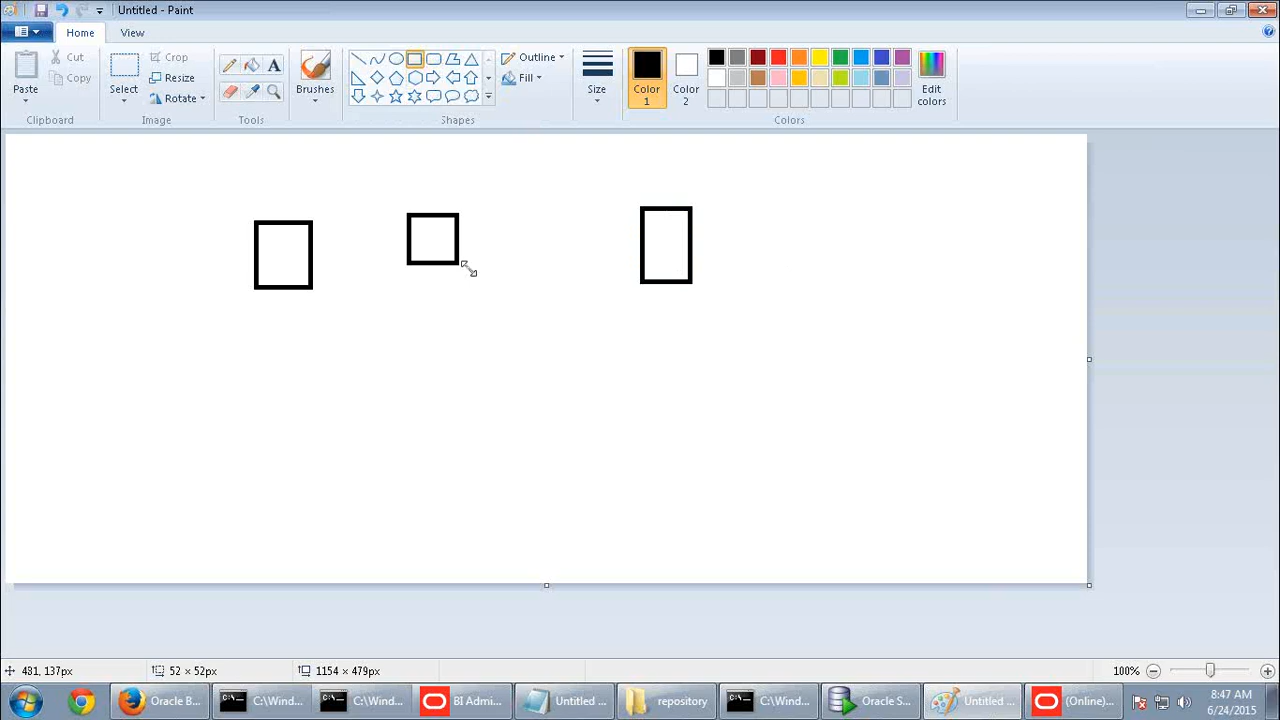 Untitled - Paint
Home View
Cut
Copy
Paste
Clipboard
Crop
Resize
Rotate
Select
Image
A
Tools
Brushes
Outline
Fill
Shapes
Size
Color
1
Color
2
Edit
colors
Colors
481, 137px
52 × 52px
1154 × 479px
100%
Oracle B...
C:\Wind...
C:\Wind...
BI Admi...
Untitled ...
repository
C:\Wind...
Oracle S...
Untitled ...
(Online)...
8:47 AM
6/24/2015